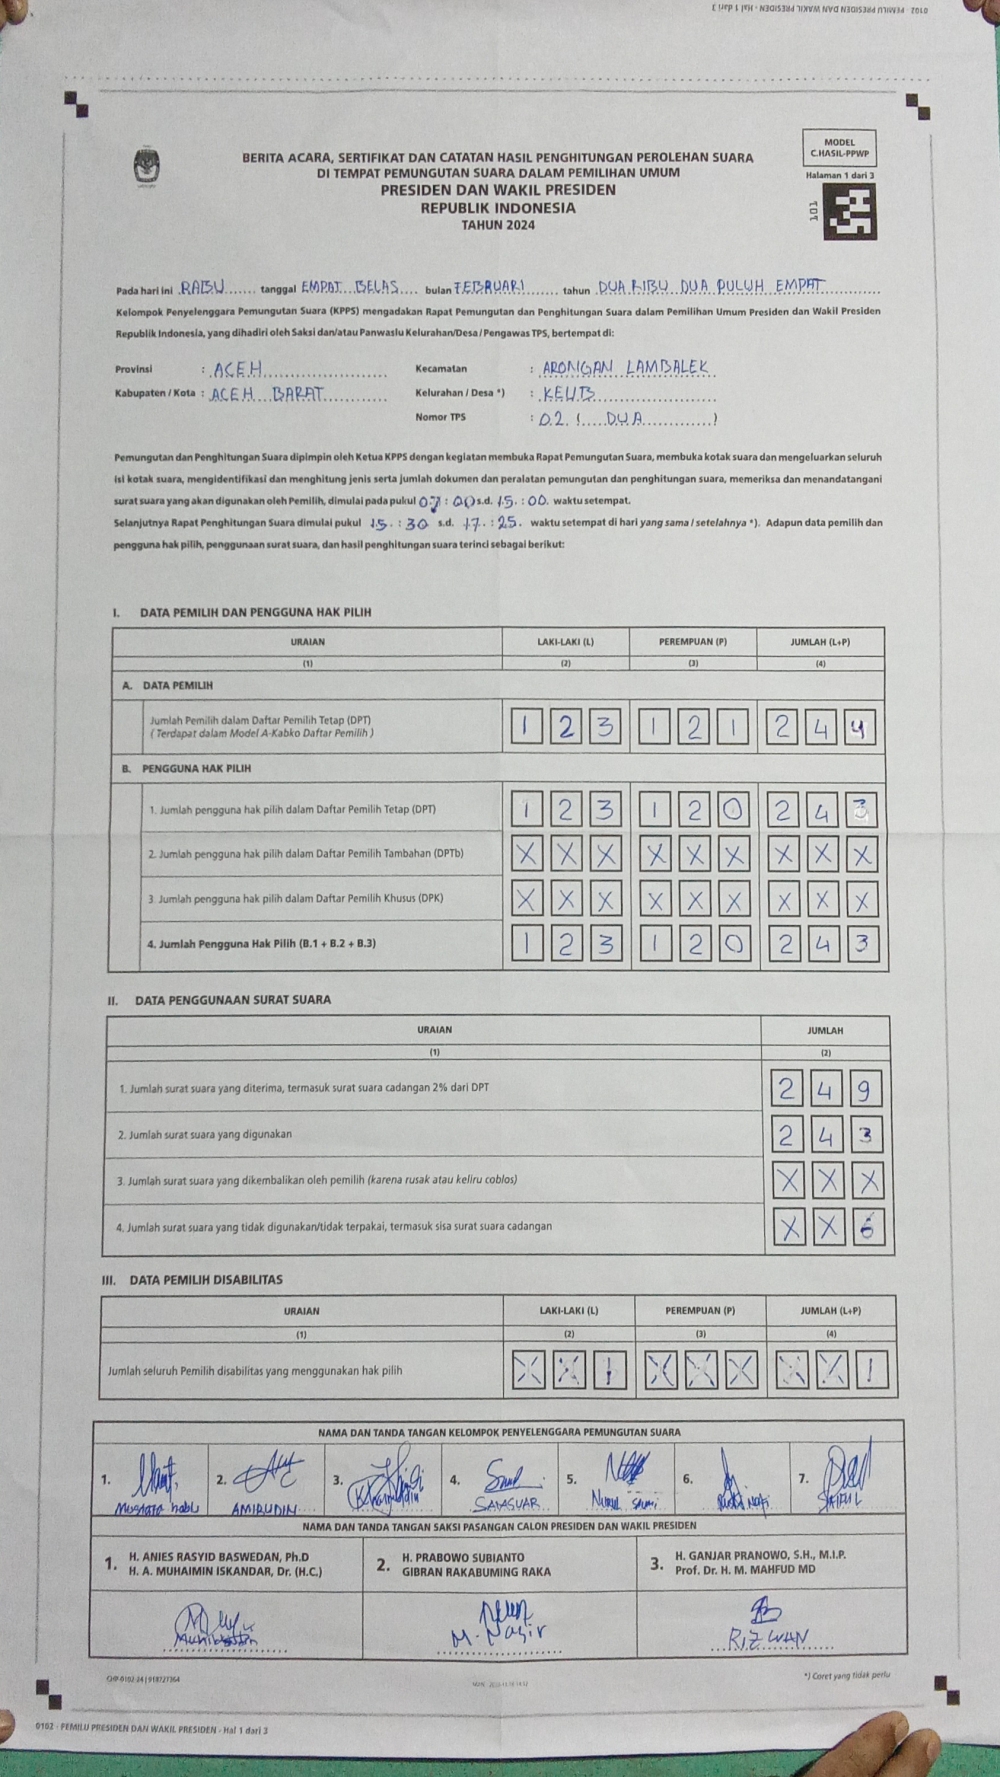 0102 - PEMILU PRESIDEN DAN WAKIL PRESIDEN - Hal 1 dari 3
MODEL
C.HASIL-PPWP
Halaman 1 dari 3
101
BERITA ACARA, SERTIFIKAT DAN CATATAN HASIL PENGHITUNGAN PEROLEHAN SUARA
DI TEMPAT PEMUNGUTAN SUARA DALAM PEMILIHAN UMUM
PRESIDEN DAN WAKIL PRESIDEN
REPUBLIK INDONESIA
TAHUN 2024
Pada hari ini RABU tanggal EMPAT BELAS bulan FEBRUARI tahun DUA RIBU DUA PULUH EMPAT
Kelompok Penyelenggara Pemungutan Suara (KPPS) mengadakan Rapat Pemungutan dan Penghitungan Suara dalam Pemilihan Umum Presiden dan Wakil Presiden
Republik Indonesia, yang dihadiri oleh Saksi dan/atau Panwaslu Kelurahan/Desa / Pengawas TPS, bertempat di:
Provinsi : ACEH Kecamatan : ARONGAN LAMBALEK
Kabupaten / Kota : ACEH BARAT Kelurahan / Desa *) : KEUB
Nomor TPS : 02 ( DUA )
Pemungutan dan Penghitungan Suara dipimpin oleh Ketua KPPS dengan kegiatan membuka Rapat Pemungutan Suara, membuka kotak suara dan mengeluarkan seluruh
isi kotak suara, mengidentifikasi dan menghitung jenis serta jumlah dokumen dan peralatan pemungutan dan penghitungan suara, memeriksa dan menandatangani
surat suara yang akan digunakan oleh Pemilih, dimulai pada pukul 07 : 00 s.d. 15 : 00 waktu setempat.
Selanjutnya Rapat Penghitungan Suara dimulai pukul 15 : 30 s.d. 17 : 25 waktu setempat di hari yang sama / setelahnya *). Adapun data pemilih dan
pengguna hak pilih, penggunaan surat suara, dan hasil penghitungan suara terinci sebagai berikut:
I. DATA PEMILIH DAN PENGGUNA HAK PILIH
URAIAN LAKI-LAKI (L) PEREMPUAN (P) JUMLAH (L+P)
(1) (2) (3) (4)
A. DATA PEMILIH
Jumlah Pemilih dalam Daftar Pemilih Tetap (DPT) 1 2 3 1 2 1 2 4 4
( Terdapat dalam Model A-Kabko Daftar Pemilih )
B. PENGGUNA HAK PILIH
1. Jumlah pengguna hak pilih dalam Daftar Pemilih Tetap (DPT) 1 2 3 1 2 0 2 4 3
2. Jumlah pengguna hak pilih dalam Daftar Pemilih Tambahan (DPTb) X X X X X X X X X
3 Jumlah pengguna hak pilih dalam Daftar Pemilih Khusus (DPK) X X X X X X X X X
4. Jumlah Pengguna Hak Pilih (B.1 + B.2 + B.3) 1 2 3 1 2 0 2 4 3
II. DATA PENGGUNAAN SURAT SUARA
URAIAN JUMLAH
(1) (2)
1. Jumlah surat suara yang diterima, termasuk surat suara cadangan 2% dari DPT 2 4 9
2. Jumlah surat suara yang digunakan 2 4 3
3. Jumlah surat suara yang dikembalikan oleh pemilih (karena rusak atau keliru coblos) X X X
4. Jumlah surat suara yang tidak digunakan/tidak terpakai, termasuk sisa surat suara cadangan X X 6
III. DATA PEMILIH DISABILITAS
URAIAN LAKI-LAKI (L) PEREMPUAN (P) JUMLAH (L+P)
(1) (2) (3) (4)
Jumlah seluruh Pemilih disabilitas yang menggunakan hak pilih X X 1 X X X X X 1
NAMA DAN TANDA TANGAN KELOMPOK PENYELENGGARA PEMUNGUTAN SUARA
1. 2. 3. 4. 5. 6. 7.
AMIRUDIN SAMSUAR
NAMA DAN TANDA TANGAN SAKSI PASANGAN CALON PRESIDEN DAN WAKIL PRESIDEN
1. H. ANIES RASYID BASWEDAN, Ph.D
H. A. MUHAIMIN ISKANDAR, Dr. (H.C.)
2. H. PRABOWO SUBIANTO
GIBRAN RAKABUMING RAKA
3. H. GANJAR PRANOWO, S.H., M.I.P.
Prof. Dr. H. M. MAHFUD MD
M. Nasir RIZWAN
*) Coret yang tidak perlu
0102 - PEMILU PRESIDEN DAN WAKIL PRESIDEN - Hal 1 dari 3